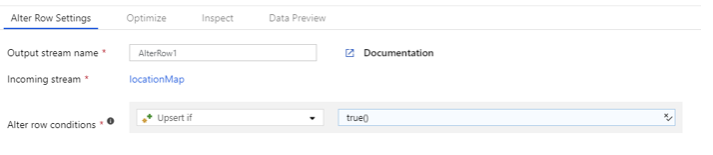 Alter Row Settings Optimize Inspect Data Preview
Output stream name * AlterRow1 Documentation
Incoming stream * locationMap
Alter row conditions * Upsert if true()